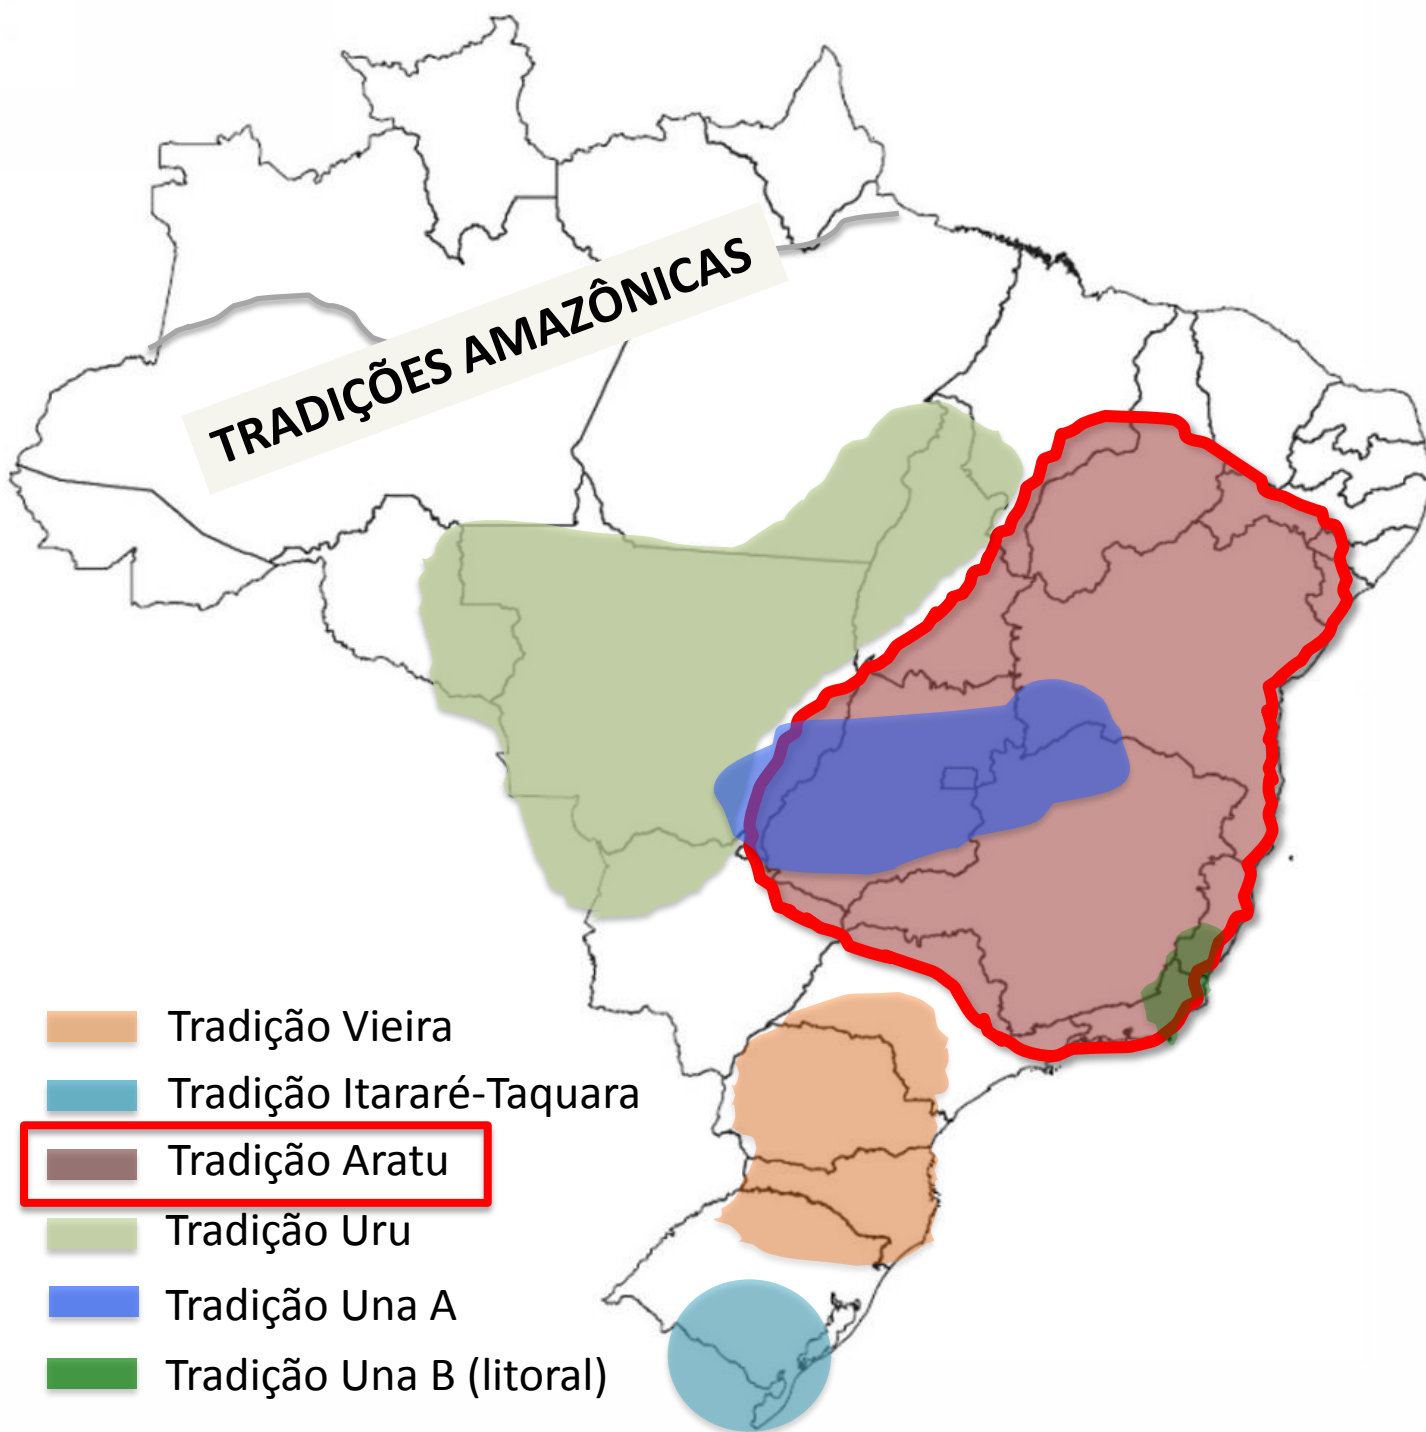 TRADIÇÕES AMAZÔNICAS
Tradição Vieira
Tradição Itararé-Taquara
Tradição Aratu
Tradição Uru
Tradição Una A
Tradição Una B (litoral)